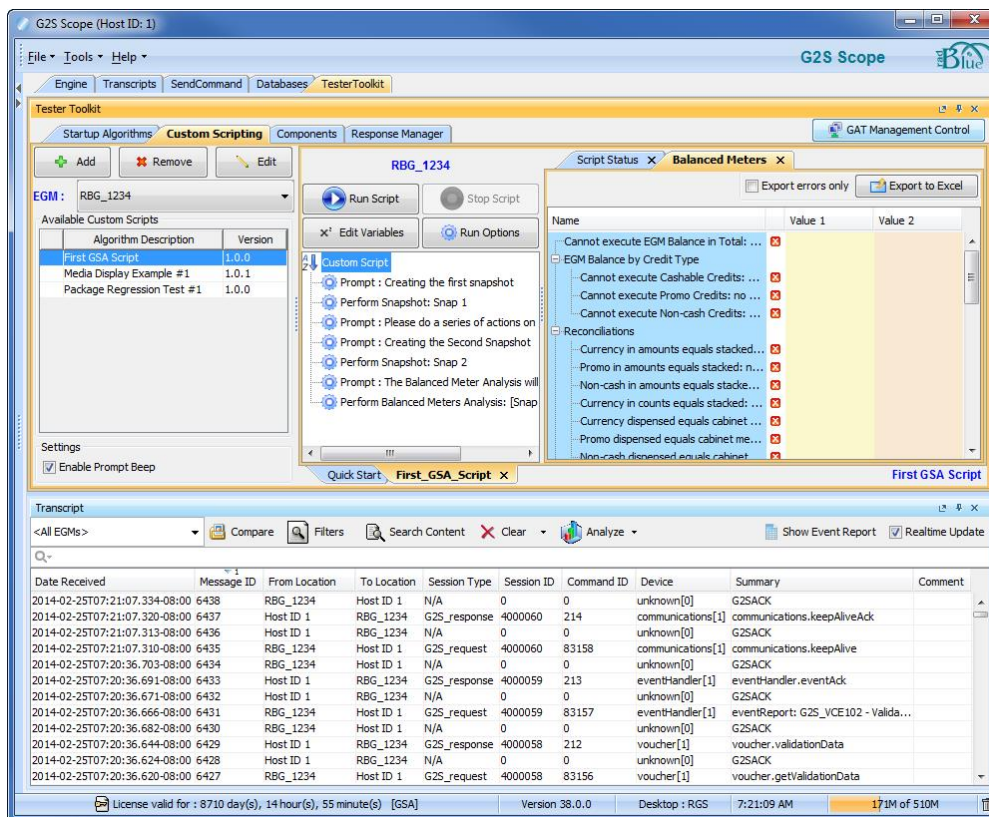 G2S Scope (Host ID: 1)
File Tools Help
G2S Scope
Red Blue
Engine Transcripts SendCommand Databases TesterToolkit
Tester Toolkit
Startup Algorithms Custom Scripting Components Response Manager
GAT Management Control
Add Remove Edit
EGM : RBG_1234
Available Custom Scripts
Algorithm Description Version
First GSA Script 1.0.0
Media Display Example #1 1.0.1
Package Regression Test #1 1.0.0
Settings
Enable Prompt Beep
RBG_1234
Run Script Stop Script
Edit Variables Run Options
Custom Script
Prompt : Creating the first snapshot
Perform Snapshot: Snap 1
Prompt : Please do a series of actions on
Prompt : Creating the Second Snapshot
Perform Snapshot: Snap 2
Prompt : The Balanced Meter Analysis will
Perform Balanced Meters Analysis: [Snap
Quick Start First_GSA_Script X
Script Status X Balanced Meters X
Export errors only Export to Excel
Name Value 1 Value 2
Cannot execute EGM Balance in Total: ...
EGM Balance by Credit Type
Cannot execute Cashable Credits: ...
Cannot execute Promo Credits: no ...
Cannot execute Non-cash Credits: ...
Reconciliations
Currency in amounts equals stacked...
Promo in amounts equals stacked: n...
Non-cash in amounts equals stacke...
Currency in counts equals stacked: ...
Currency dispensed equals cabinet ...
Promo dispensed equals cabinet me...
Non-cash dispensed equals cabinet
First GSA Script
Transcript
<All EGMs> Compare Filters Search Content Clear Analyze Show Event Report Realtime Update
Date Received Message ID From Location To Location Session Type Session ID Command ID Device Summary Comment
2014-02-25T07:21:07.334-08:00 6438 RBG_1234 Host ID 1 N/A 0 0 unknown[0] G2SACK
2014-02-25T07:21:07.320-08:00 6437 Host ID 1 RBG_1234 G2S_response 4000060 214 communications[1] communications.keepAliveAck
2014-02-25T07:21:07.313-08:00 6436 Host ID 1 RBG_1234 N/A 0 0 unknown[0] G2SACK
2014-02-25T07:21:07.310-08:00 6435 RBG_1234 Host ID 1 G2S_request 4000060 83158 communications[1] communications.keepAlive
2014-02-25T07:20:36.703-08:00 6434 RBG_1234 Host ID 1 N/A 0 0 unknown[0] G2SACK
2014-02-25T07:20:36.691-08:00 6433 Host ID 1 RBG_1234 G2S_response 4000059 213 eventHandler[1] eventHandler.eventAck
2014-02-25T07:20:36.671-08:00 6432 Host ID 1 RBG_1234 N/A 0 0 unknown[0] G2SACK
2014-02-25T07:20:36.666-08:00 6431 RBG_1234 Host ID 1 G2S_request 4000059 83157 eventHandler[1] eventReport: G2S_VCE102 - Valida...
2014-02-25T07:20:36.682-08:00 6430 RBG_1234 Host ID 1 N/A 0 0 unknown[0] G2SACK
2014-02-25T07:20:36.644-08:00 6429 Host ID 1 RBG_1234 G2S_response 4000058 212 voucher[1] voucher.validationData
2014-02-25T07:20:36.624-08:00 6428 Host ID 1 RBG_1234 N/A 0 0 unknown[0] G2SACK
2014-02-25T07:20:36.620-08:00 6427 RBG_1234 Host ID 1 G2S_request 4000058 83156 voucher[1] voucher.getValidationData
License valid for : 8710 day(s), 14 hour(s), 55 minute(s) [GSA] Version 38.0.0 Desktop : RGS 7:21:09 AM 171M of 510M